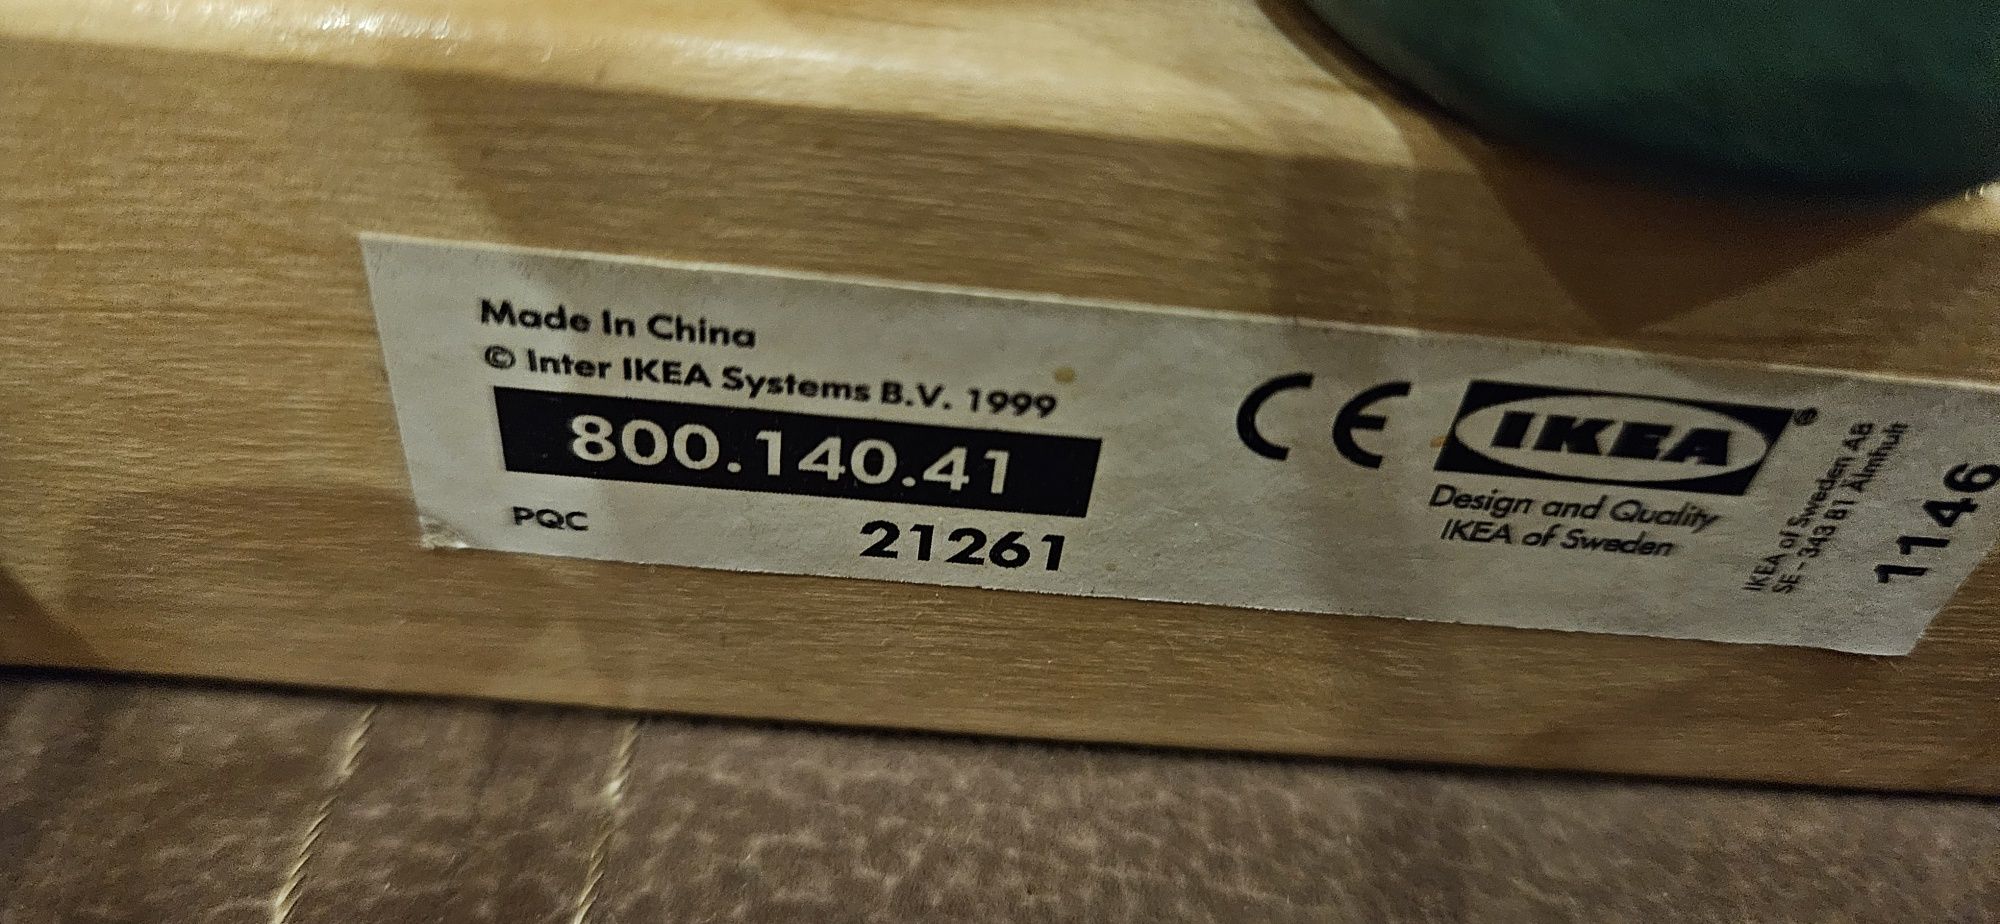 Made In China
© Inter IKEA Systems B.V. 1999
800.140.41
PQC 21261
CE
IKEA®
Design and Quality
IKEA of Sweden
IKEA of Sweden AB
SE - 343 81 Älmhult
1146